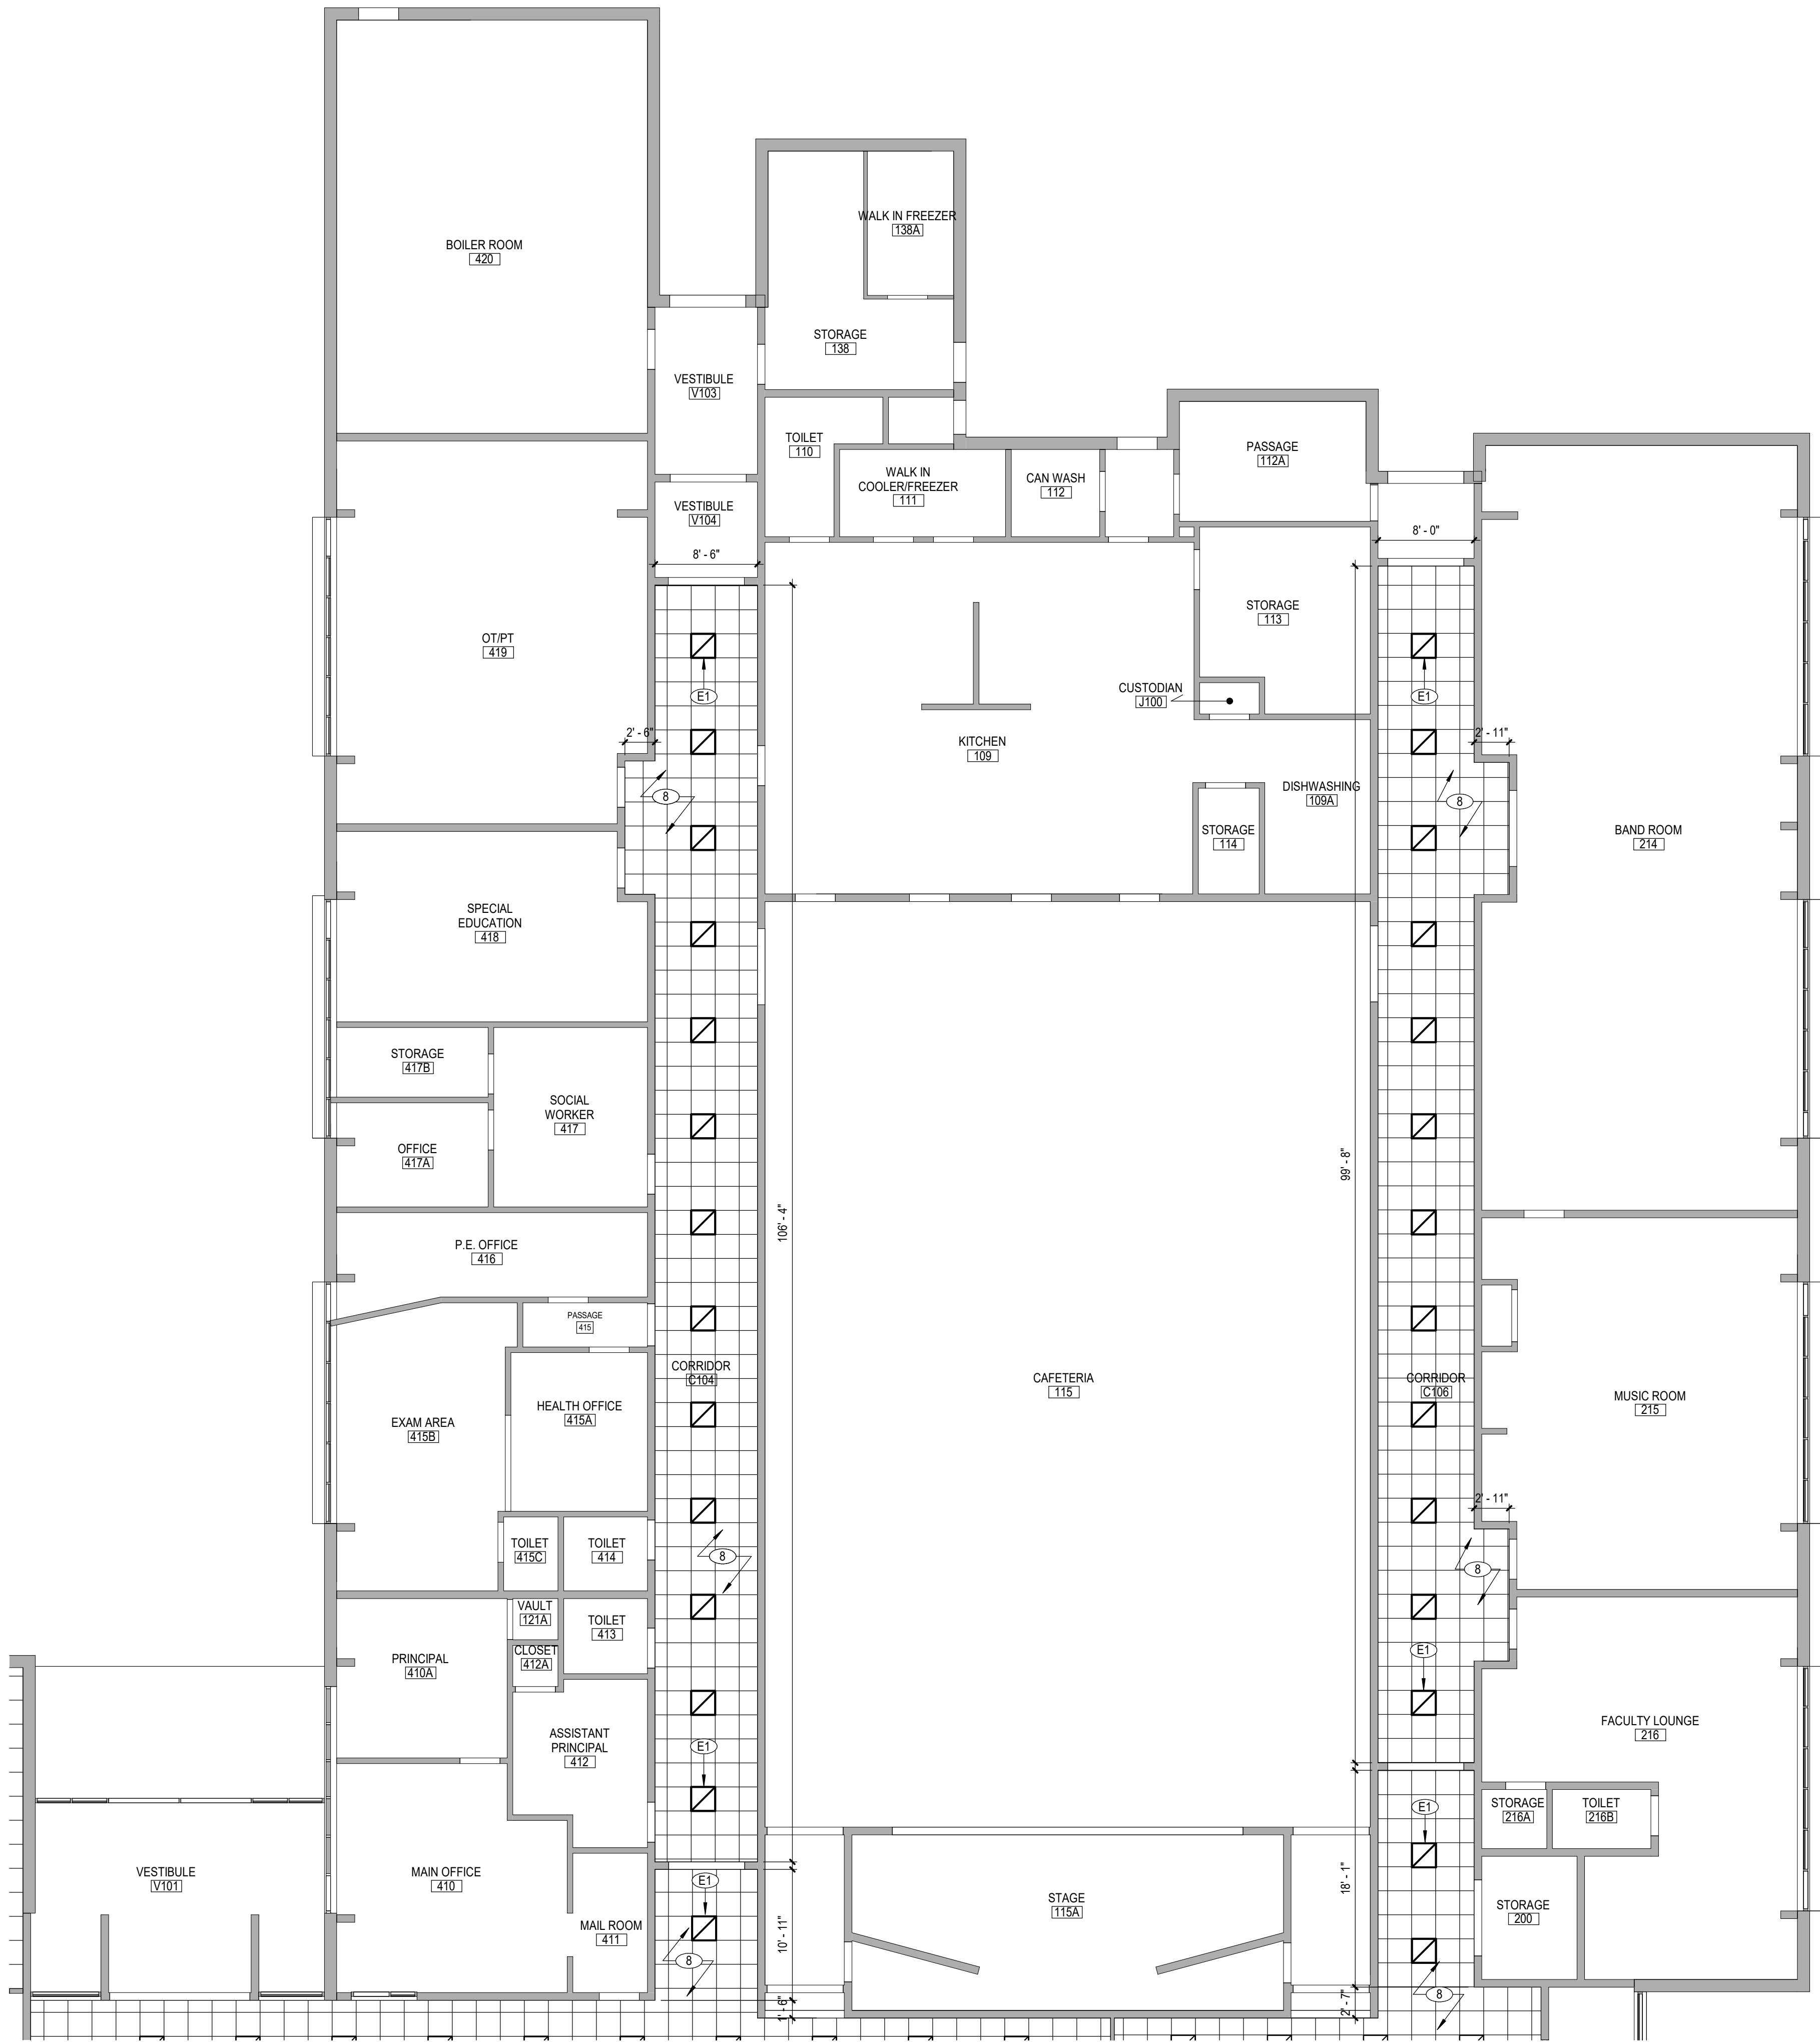 WALK IN FREEZER
138A
BOILER ROOM
420
STORAGE
138
VESTIBULE
V103
TOILET
110
PASSAGE
112A
WALK IN
COOLER/FREEZER
111
CAN WASH
112
VESTIBULE
V104
8' - 6"
8' - 0"
STORAGE
113
OT/PT
419
E1
E1
CUSTODIAN
J100
2' - 6"
KITCHEN
109
2' - 11"
DISHWASHING
109A
8
8
STORAGE
114
BAND ROOM
214
SPECIAL
EDUCATION
418
STORAGE
417B
SOCIAL
WORKER
417
OFFICE
417A
99' - 8"
106' - 4"
P.E. OFFICE
416
PASSAGE
415
CORRIDOR
C104
CAFETERIA
115
CORRIDOR
C106
MUSIC ROOM
215
HEALTH OFFICE
415A
EXAM AREA
415B
2' - 11"
TOILET
415C
TOILET
414
8
8
VAULT
121A
TOILET
413
CLOSET
412A
PRINCIPAL
410A
E1
ASSISTANT
PRINCIPAL
412
E1
FACULTY LOUNGE
216
E1
STORAGE
216A
TOILET
216B
VESTIBULE
V101
MAIN OFFICE
410
E1
18' - 1"
STAGE
115A
STORAGE
200
MAIL ROOM
411
10' - 11"
8
8
1' - 6"
2' - 7"